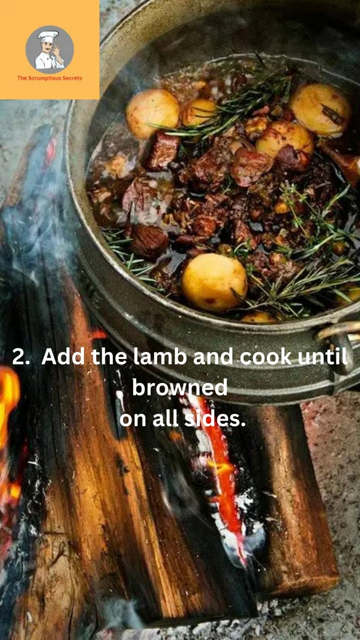 The Scrumptious Secrets
2. Add the lamb and cook until
browned
on all sides.